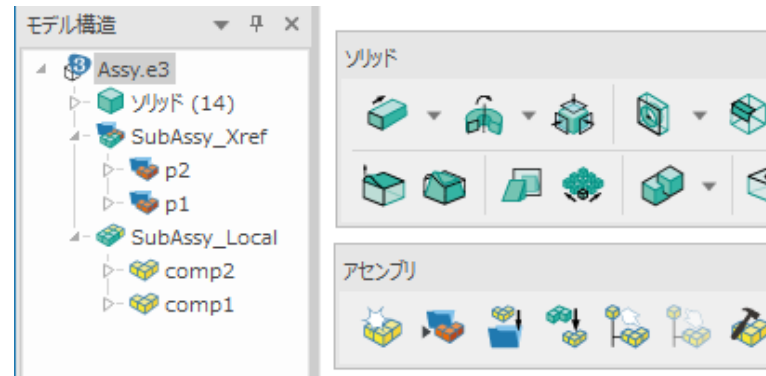 モデル構造
Assy.e3
ソリッド (14)
SubAssy_Xref
p2
p1
SubAssy_Local
comp2
comp1
ソリッド
アセンブリ